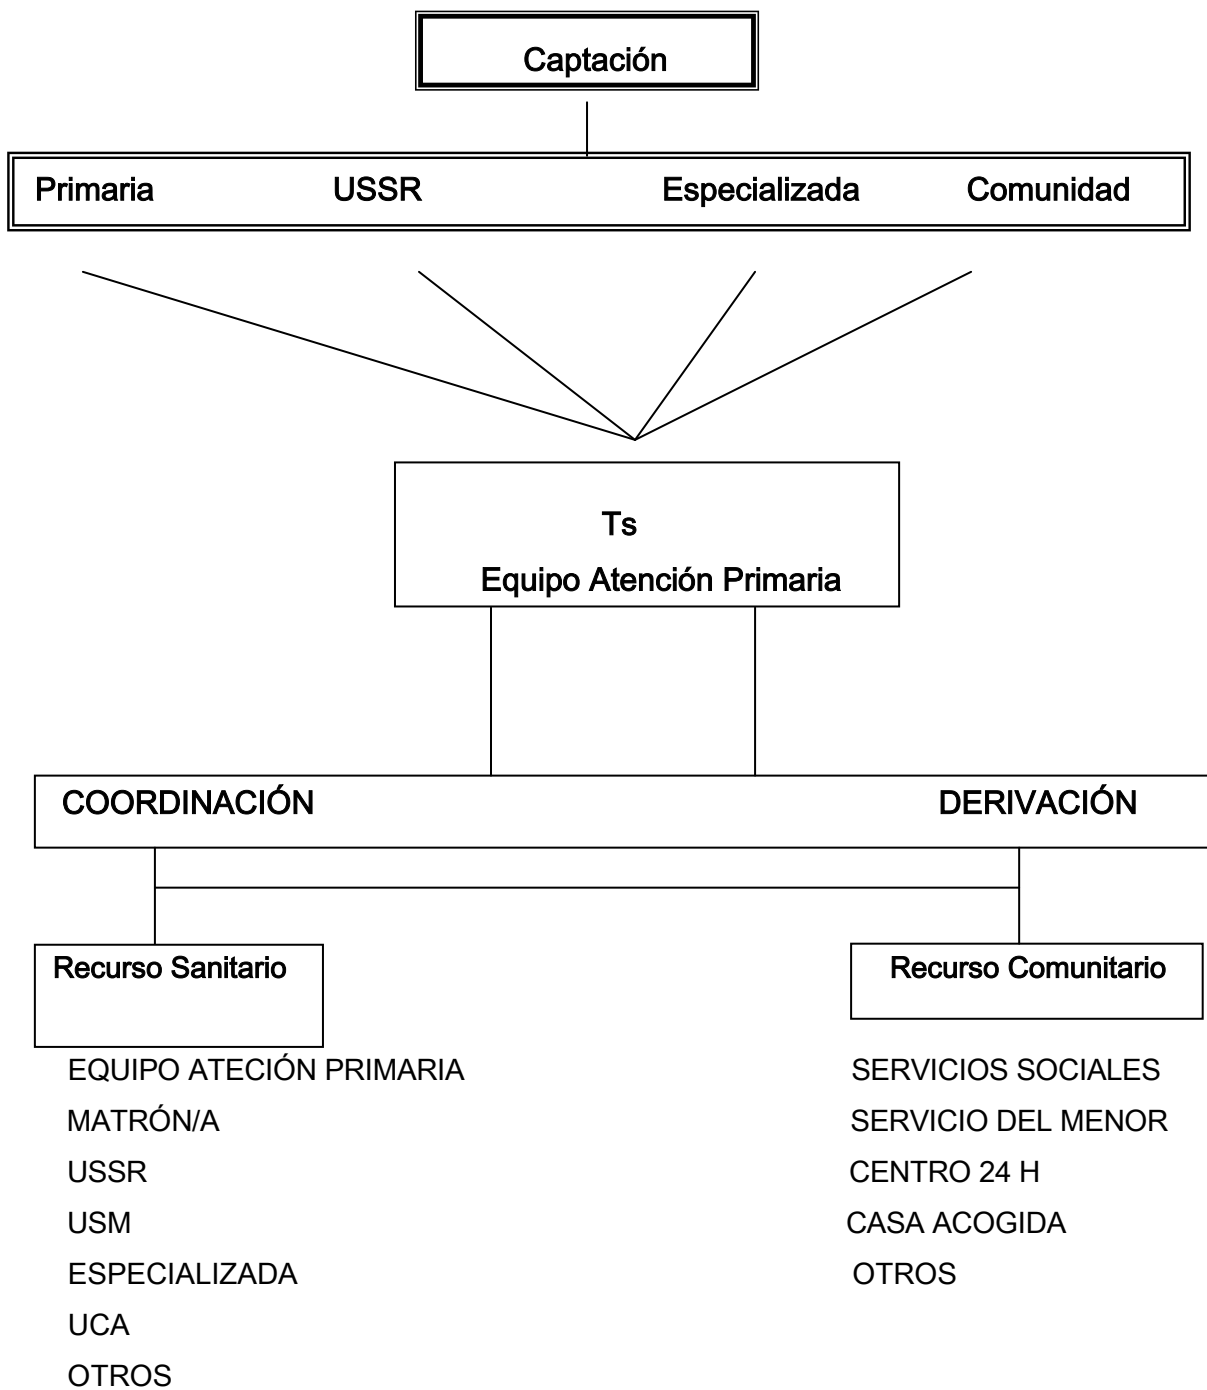 Captación
Primaria USSR Especializada Comunidad
Ts
Equipo Atención Primaria
COORDINACIÓN DERIVACIÓN
Recurso Sanitario Recurso Comunitario
EQUIPO ATECIÓN PRIMARIA SERVICIOS SOCIALES
MATRÓN/A SERVICIO DEL MENOR
USSR CENTRO 24 H
USM CASA ACOGIDA
ESPECIALIZADA OTROS
UCA
OTROS